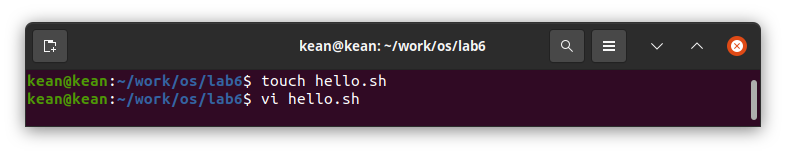 kean@kean: ~/work/os/lab6
kean@kean:~/work/os/lab6$ touch hello.sh
kean@kean:~/work/os/lab6$ vi hello.sh